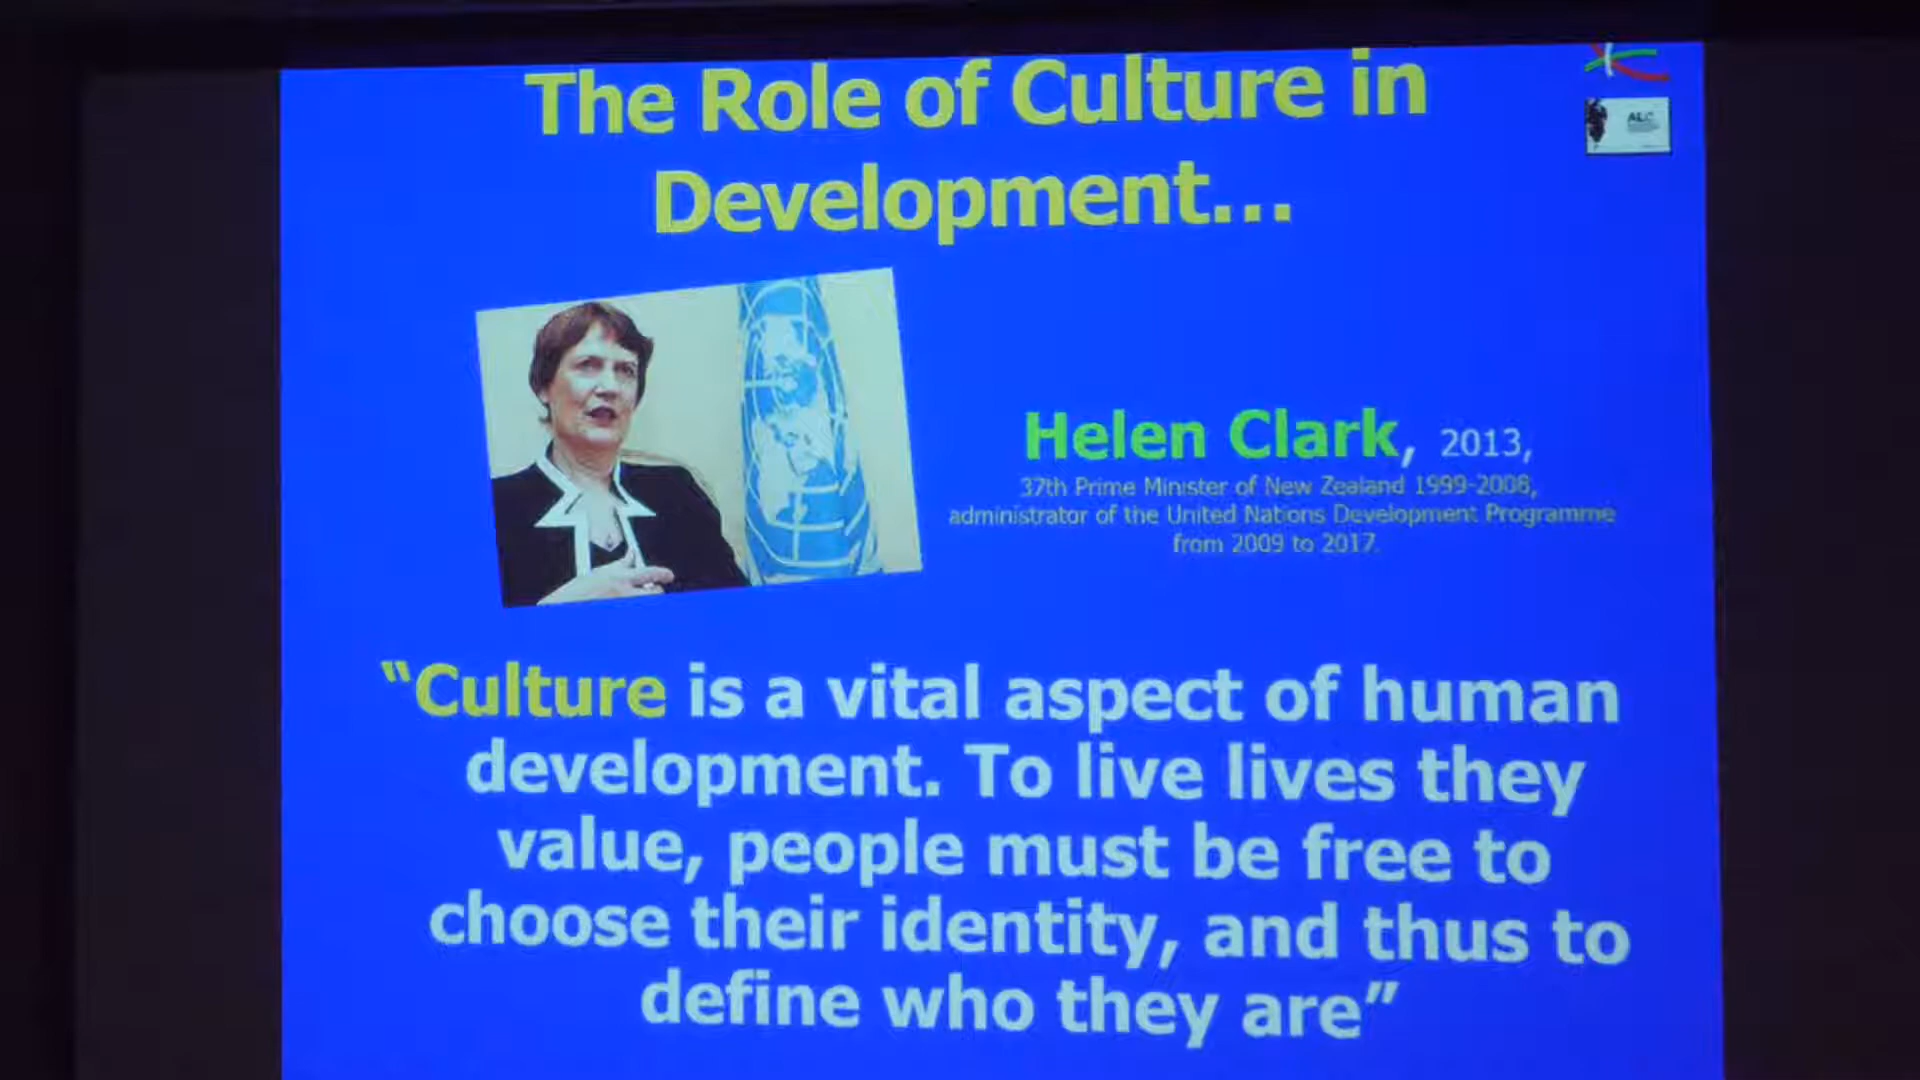 The Role of Culture in
Development...
ALC
Helen Clark, 2013,
37th Prime Minister of New Zealand 1999-2008,
administrator of the United Nations Development Programme
from 2009 to 2017.
“Culture is a vital aspect of human
development. To live lives they
value, people must be free to
choose their identity, and thus to
define who they are”